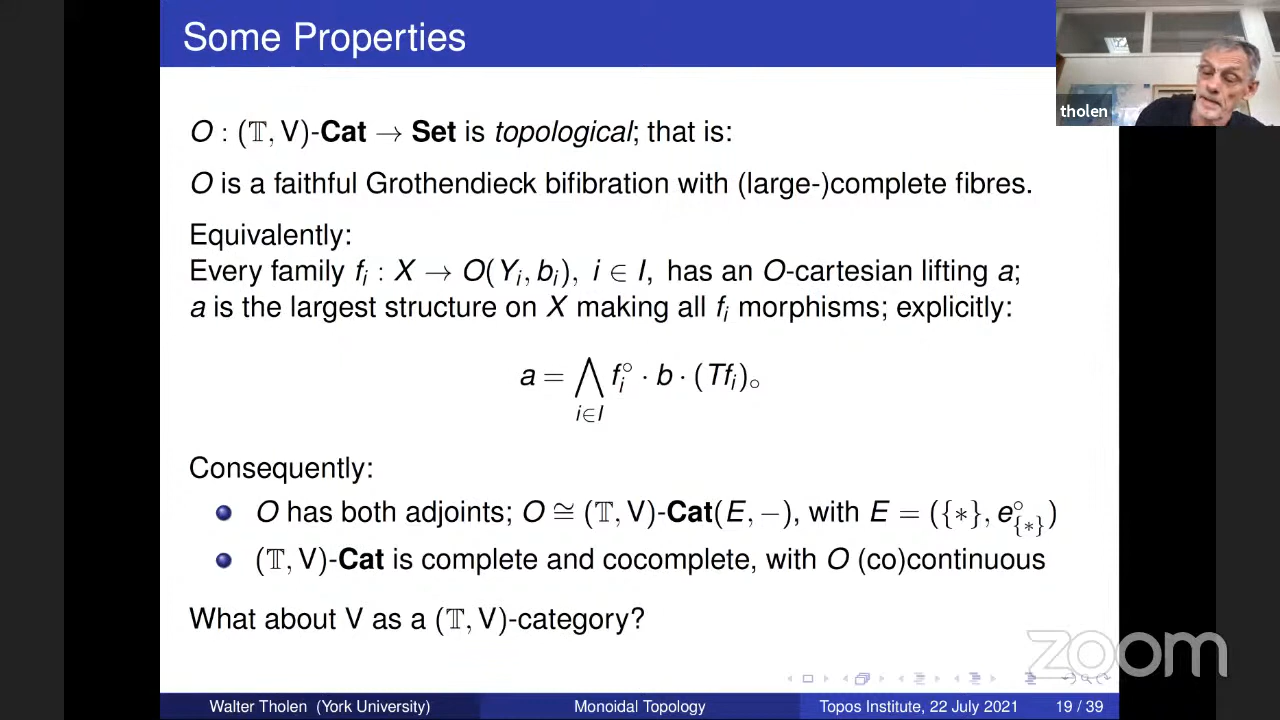 Some Properties
tholen
O : (𝕋, V)-Cat → Set is topological; that is:
O is a faithful Grothendieck bifibration with (large-)complete fibres.
Equivalently:
Every family fᵢ : X → O(Yᵢ, bᵢ), i ∈ I, has an O-cartesian lifting a;
a is the largest structure on X making all fᵢ morphisms; explicitly:
a = ⋀_{i∈I} fᵢ° · b · (Tfᵢ)∘
Consequently:
O has both adjoints; O ≅ (𝕋, V)-Cat(E, −), with E = ({∗}, e°_{∗})
(𝕋, V)-Cat is complete and cocomplete, with O (co)continuous
What about V as a (𝕋, V)-category?
zoom
Walter Tholen (York University) Monoidal Topology Topos Institute, 22 July 2021 19 / 39